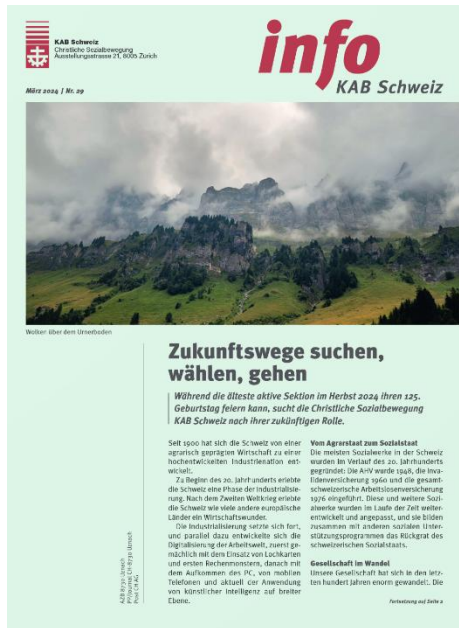 KAB Schweiz
Christliche Sozialbewegung
Ausstellungsstrasse 21, 8005 Zürich
info
KAB Schweiz
März 2024 | Nr. 29
Wolken über dem Urnerboden
Zukunftswege suchen,
wählen, gehen
Während die älteste aktive Sektion im Herbst 2024 ihren 125.
Geburtstag feiern kann, sucht die Christliche Sozialbewegung
KAB Schweiz nach ihrer zukünftigen Rolle.
Seit 1900 hat sich die Schweiz von einer
agrarisch geprägten Wirtschaft zu einer
hochentwickelten Industrienation ent-
wickelt.
Zu Beginn des 20. Jahrhunderts erlebte
die Schweiz eine Phase der Industrialisie-
rung. Nach dem Zweiten Weltkrieg erlebte
die Schweiz wie viele andere europäische
Länder ein Wirtschaftswunder.
Die Industrialisierung setzte sich fort,
und parallel dazu entwickelte sich die
Digitalisierung der Arbeitswelt, zuerst ge-
mächlich mit dem Einsatz von Lochkarten
und ersten Rechenmonstern, danach mit
dem Aufkommen des PC, von mobilen
Telefonen und aktuell der Anwendung
von künstlicher Intelligenz auf breiter
Ebene.
Vom Agrarstaat zum Sozialstaat
Die meisten Sozialwerke in der Schweiz
wurden im Verlauf des 20. Jahrhunderts
gegründet: Die AHV wurde 1948, die Inva-
lidenversicherung 1960 und die gesamt-
schweizerische Arbeitslosenversicherung
1976 eingeführt. Diese und weitere Sozi-
alwerke wurden im Laufe der Zeit weiter-
entwickelt und angepasst, und sie bilden
zusammen mit anderen sozialen Unter-
stützungsprogrammen das Rückgrat des
schweizerischen Sozialstaats.
Gesellschaft im Wandel
Unsere Gesellschaft hat sich in den letz-
ten hundert Jahren enorm gewandelt. Die
Fortsetzung auf Seite 2
AZB 8730 Uznach
PP/Journal CH-8730 Uznach
Post CH AG